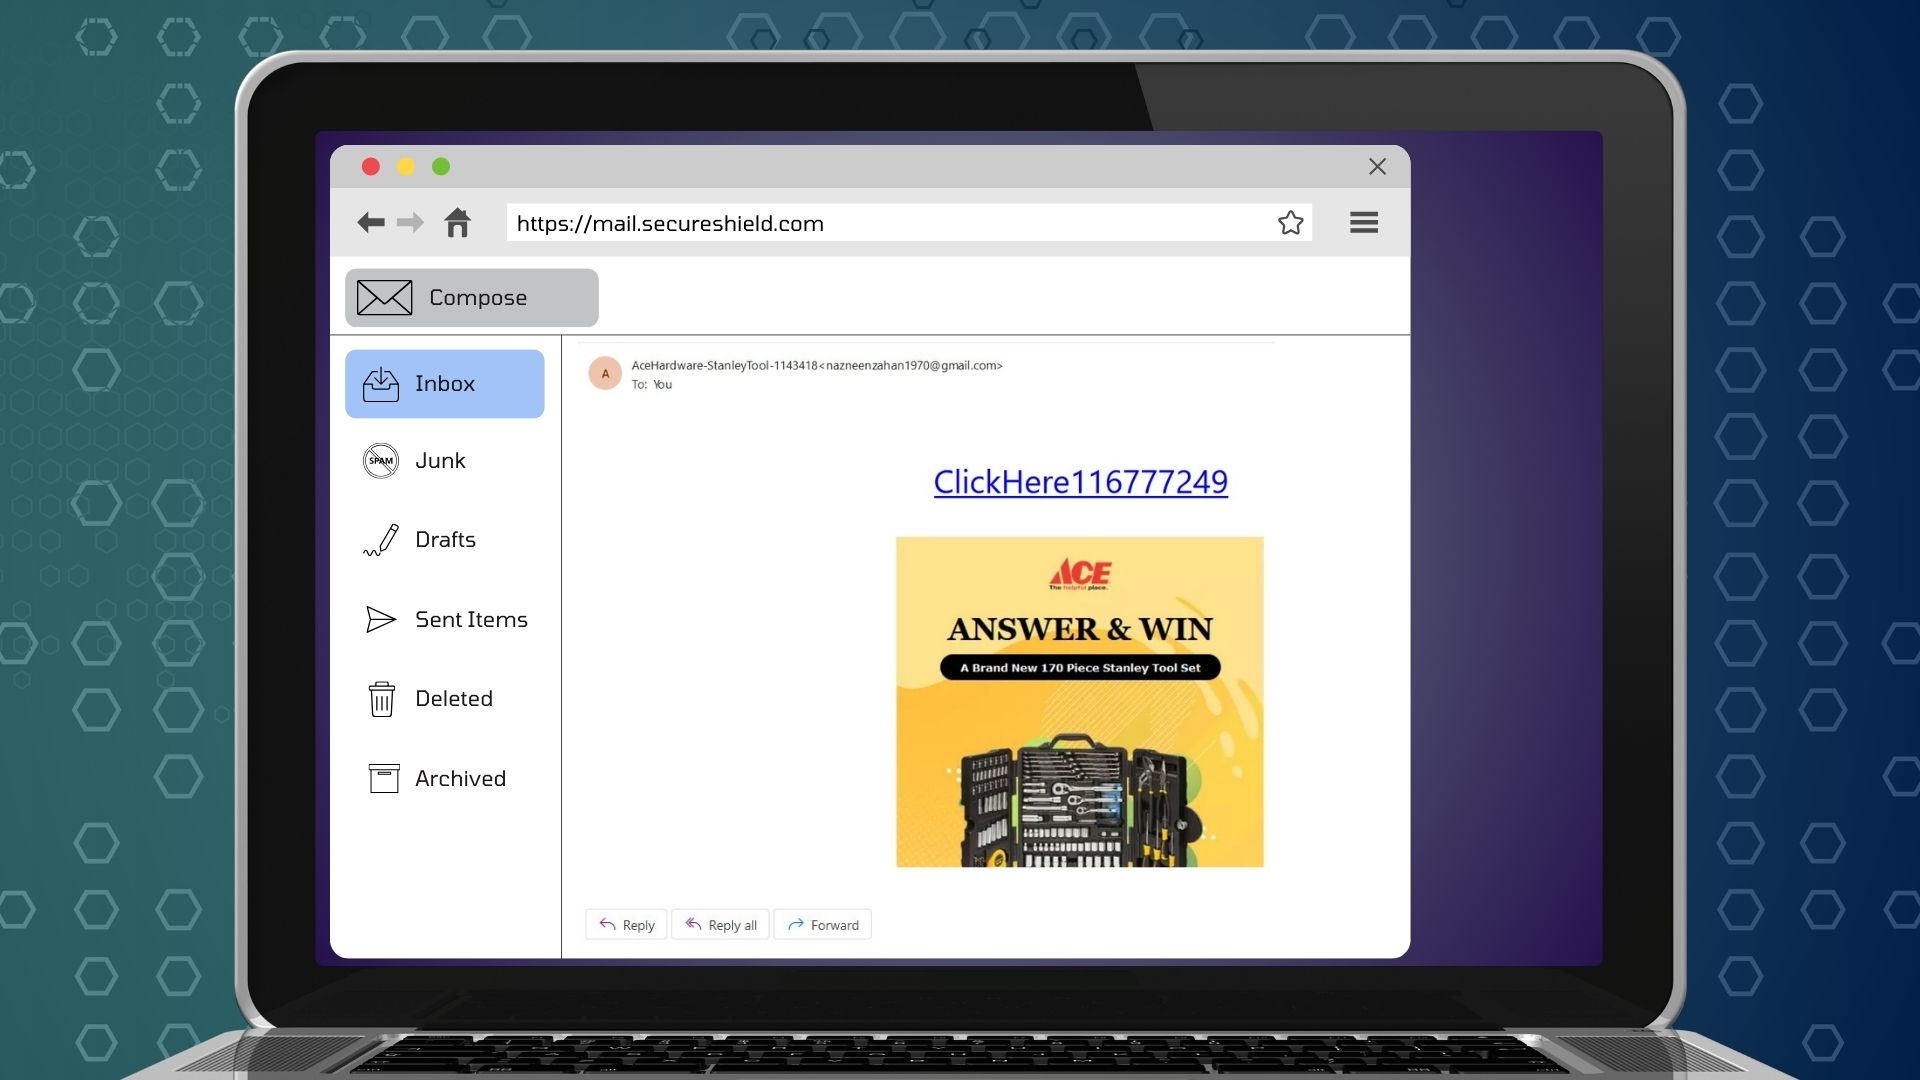 https://mail.secureshield.com
Compose
Inbox
SPAM
Junk
Drafts
Sent Items
Deleted
Archived
A
AceHardware-StanleyTool-1143418<nazneenzahan1970@gmail.com>
To: You
ClickHere116777249
ACE
The helpful place.
ANSWER & WIN
A Brand New 170 Piece Stanley Tool Set
Reply
Reply all
Forward